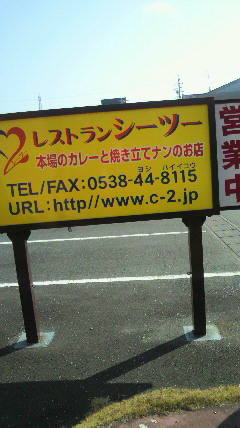 2 レストランシーツー
本場のカレーと焼き立てナンのお店
ヨシ ハイイコウ
TEL/FAX:0538-44-8115
URL:http//www.c-2.jp
営業中